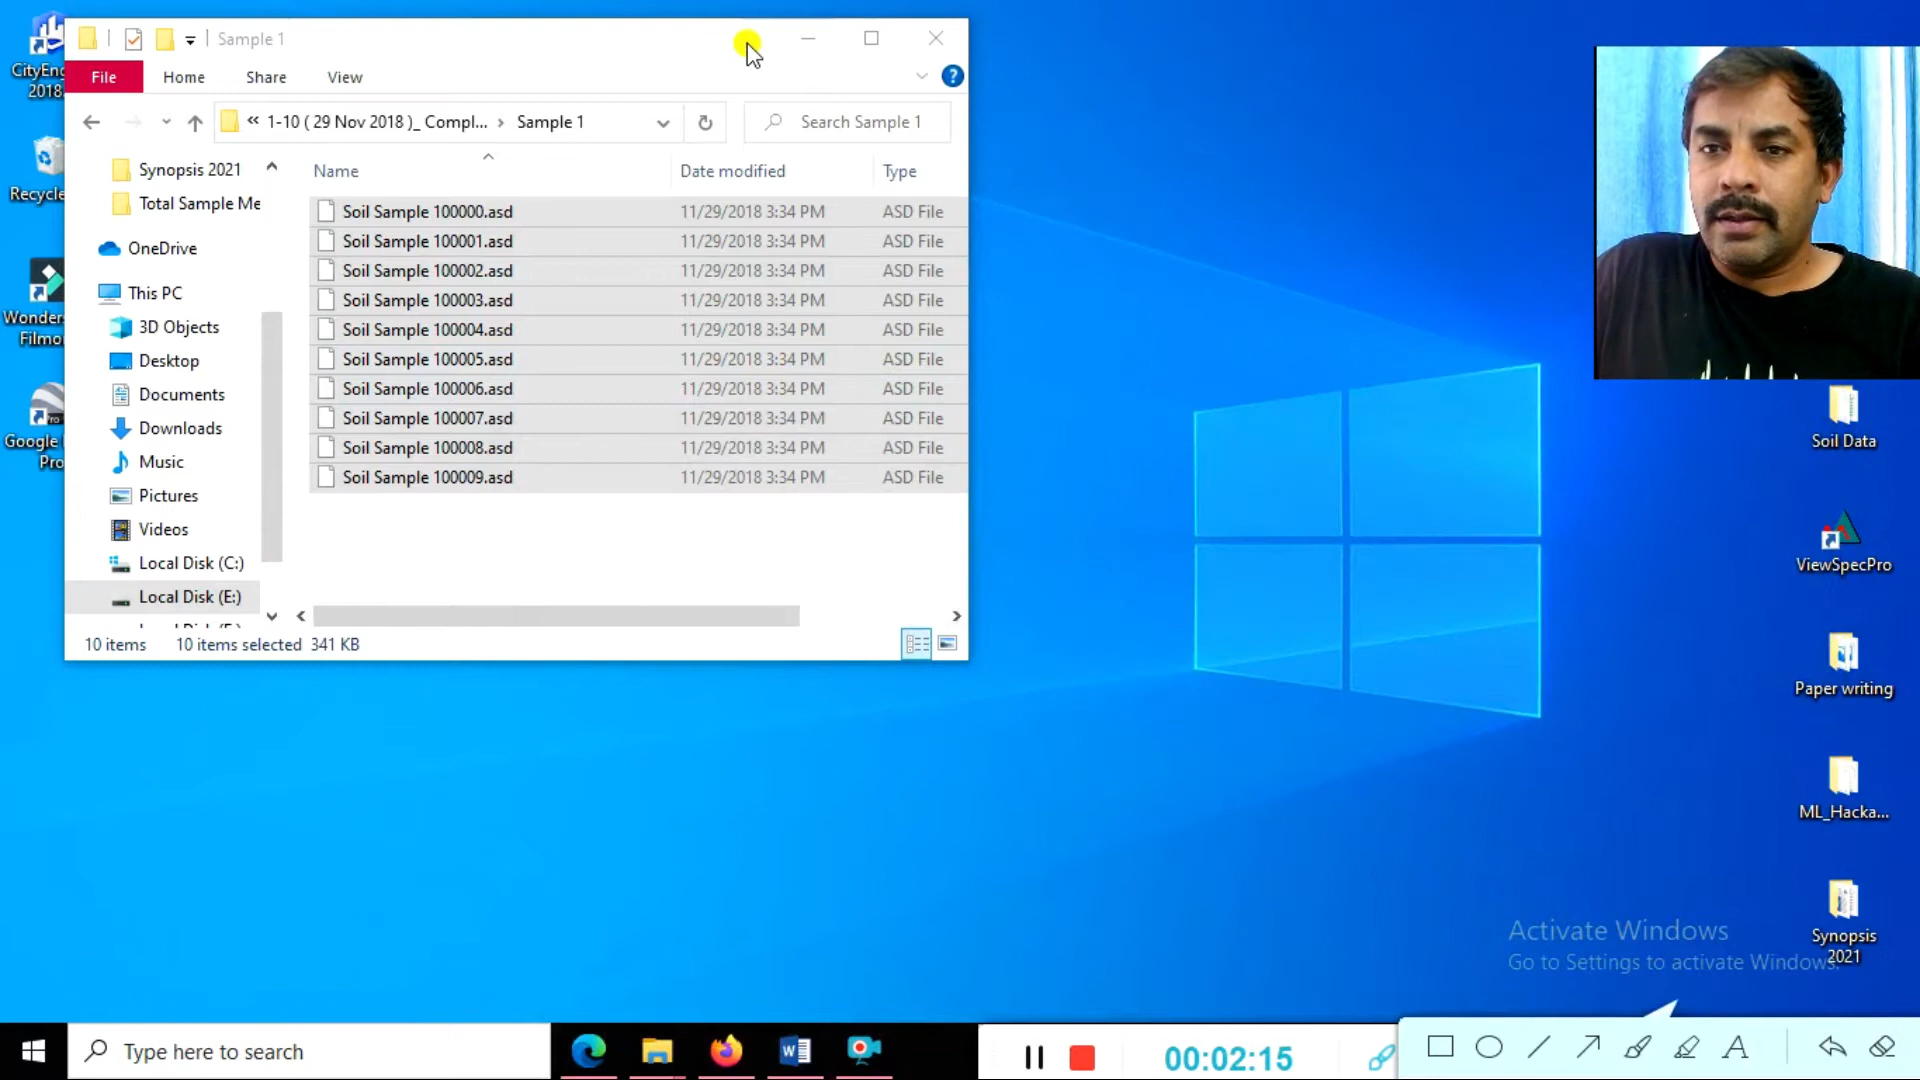 Sample 1
File Home Share View
« 1-10 ( 29 Nov 2018 )_ Compl... > Sample 1
Search Sample 1
Synopsis 2021
Total Sample Me
OneDrive
This PC
3D Objects
Desktop
Documents
Downloads
Music
Pictures
Videos
Local Disk (C:)
Local Disk (E:)
Name Date modified Type
Soil Sample 100000.asd 11/29/2018 3:34 PM ASD File
Soil Sample 100001.asd 11/29/2018 3:34 PM ASD File
Soil Sample 100002.asd 11/29/2018 3:34 PM ASD File
Soil Sample 100003.asd 11/29/2018 3:34 PM ASD File
Soil Sample 100004.asd 11/29/2018 3:34 PM ASD File
Soil Sample 100005.asd 11/29/2018 3:34 PM ASD File
Soil Sample 100006.asd 11/29/2018 3:34 PM ASD File
Soil Sample 100007.asd 11/29/2018 3:34 PM ASD File
Soil Sample 100008.asd 11/29/2018 3:34 PM ASD File
Soil Sample 100009.asd 11/29/2018 3:34 PM ASD File
10 items 10 items selected 341 KB
CityEng
2018
Recycle
Wonders
Filmor
Google
Pro
Soil Data
ViewSpecPro
Paper writing
ML_Hacka...
Synopsis
2021
Activate Windows
Go to Settings to activate Windows.
Type here to search
00:02:15